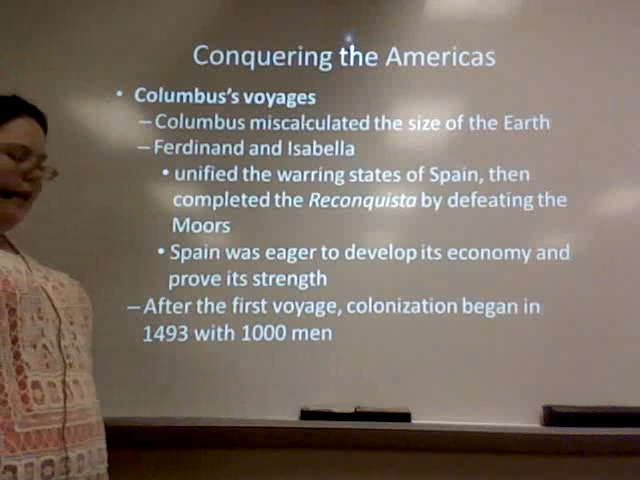 Conquering the Americas
• Columbus's voyages
– Columbus miscalculated the size of the Earth
– Ferdinand and Isabella
• unified the warring states of Spain, then
completed the Reconquista by defeating the
Moors
• Spain was eager to develop its economy and
prove its strength
– After the first voyage, colonization began in
1493 with 1000 men